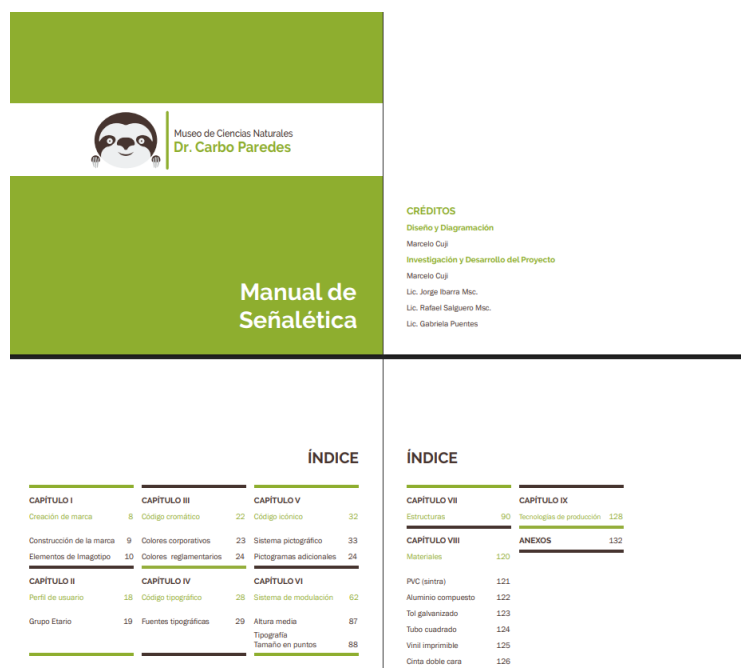 Museo de Ciencias Naturales
Dr. Carbo Paredes
Manual de
Señalética
CRÉDITOS
Diseño y Diagramación
Marcelo Cuji
Investigación y Desarrollo del Proyecto
Marcelo Cuji
Lic. Jorge Ibarra Msc.
Lic. Rafael Salguero Msc.
Lic. Gabriela Puentes
ÍNDICE
CAPÍTULO I
Creación de marca 8
Construcción de la marca 9
Elementos de Imagotipo 10
CAPÍTULO II
Perfil de usuario 18
Grupo Etario 19
CAPÍTULO III
Código cromático 22
Colores corporativos 23
Colores reglamentarios 24
CAPÍTULO IV
Código tipográfico 28
Fuentes tipográficas 29
CAPÍTULO V
Código icónico 32
Sistema pictográfico 33
Pictogramas adicionales 24
CAPÍTULO VI
Sistema de modulación 62
Altura media 87
Tipografía
Tamaño en puntos 88
ÍNDICE
CAPÍTULO VII
Estructuras 90
CAPÍTULO VIII
Materiales 120
PVC (sintra) 121
Aluminio compuesto 122
Tol galvanizado 123
Tubo cuadrado 124
Vinil imprimible 125
Cinta doble cara 126
CAPÍTULO IX
Tecnologías de producción 128
ANEXOS 132